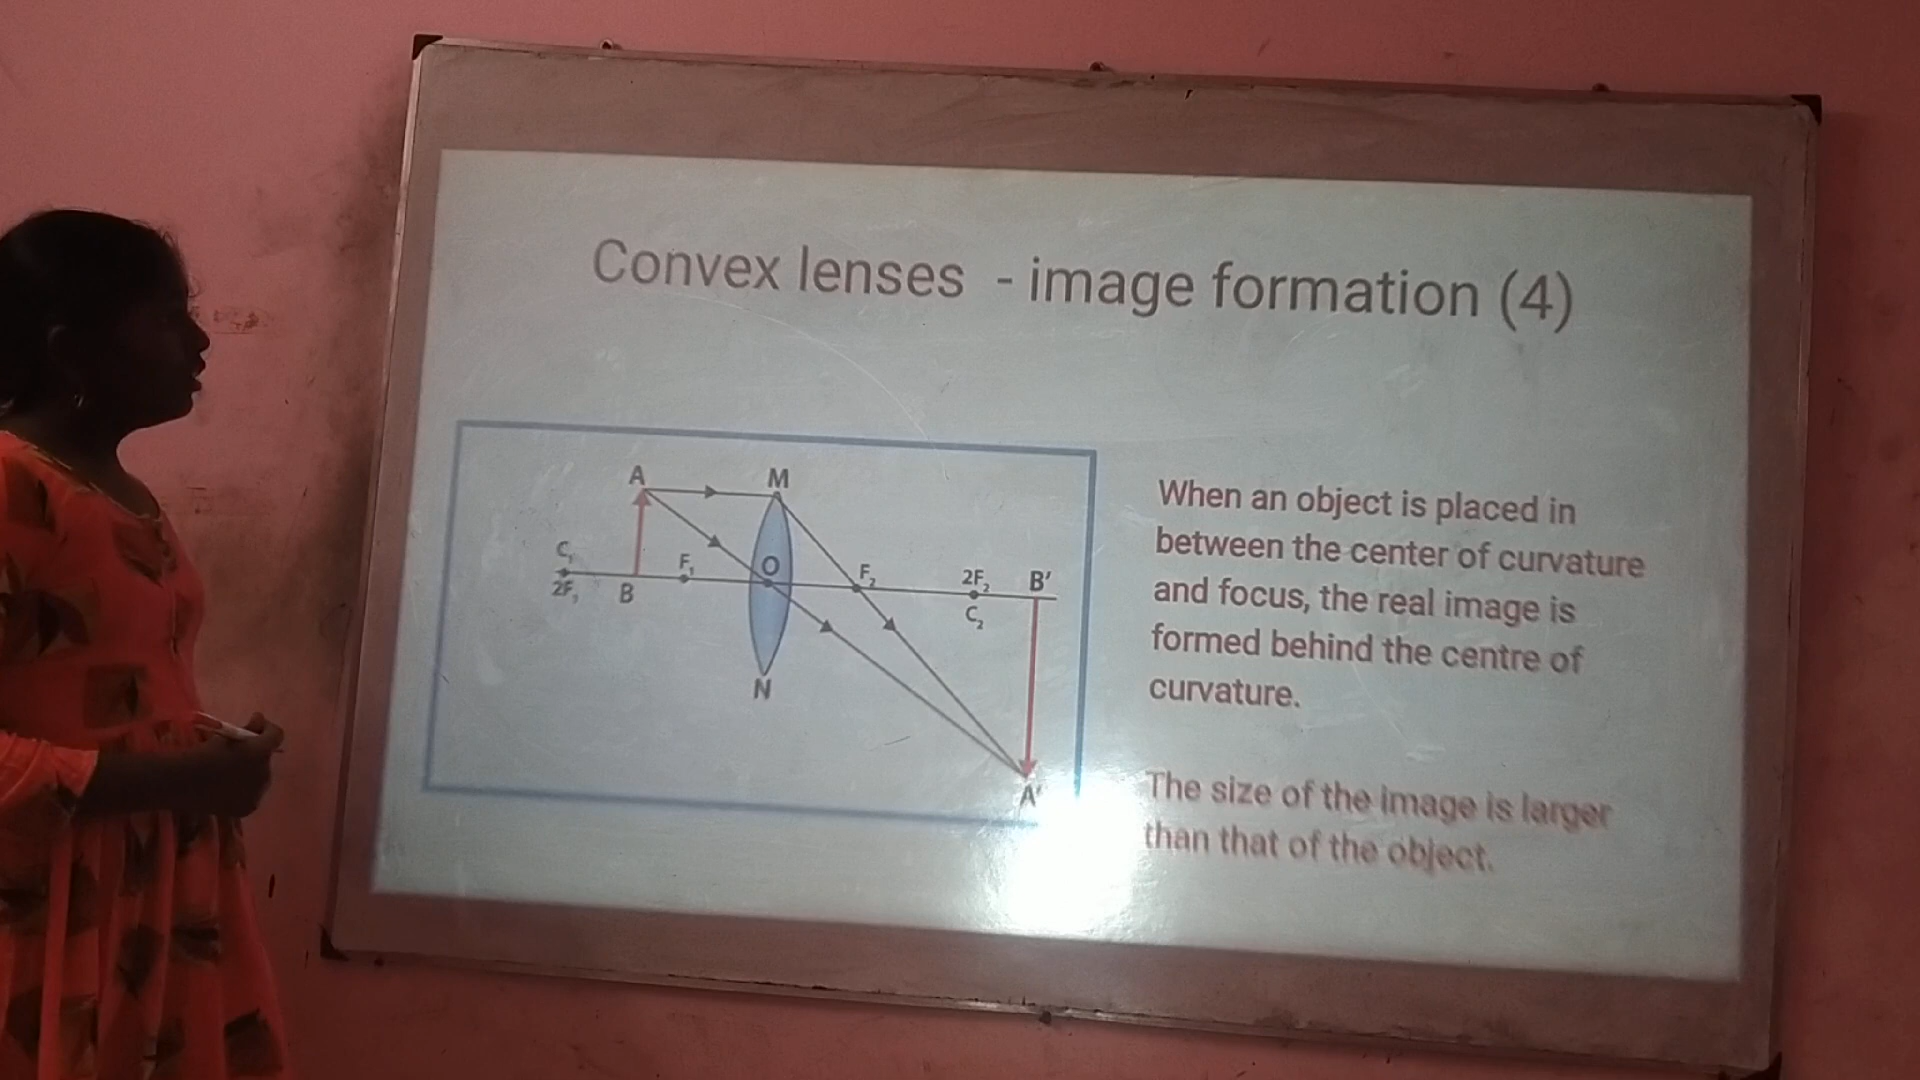 Convex lenses - image formation (4)
A
M
C₁
F₁
O
F₂
2F₂
B'
2F₁
B
C₂
N
A'
When an object is placed in
between the center of curvature
and focus, the real image is
formed behind the centre of
curvature.
The size of the image is larger
than that of the object.